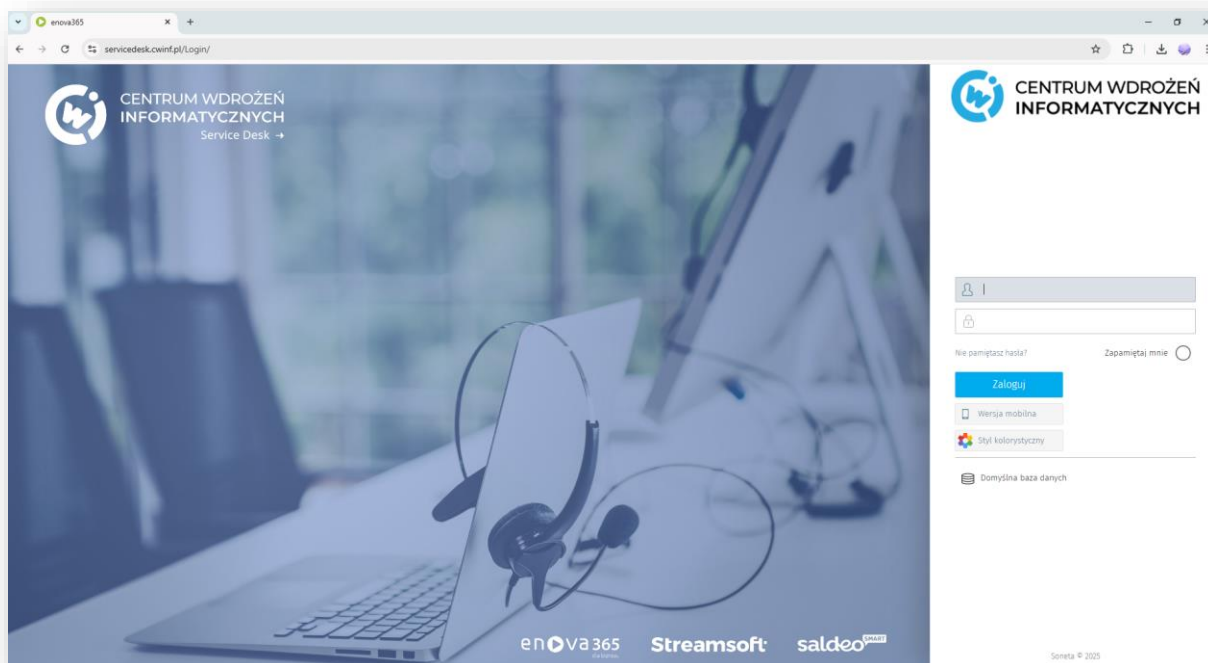 enova365
servicedesk.cwinf.pl/Login/
CENTRUM WDROŻEŃ
INFORMATYCZNYCH
Service Desk →
CENTRUM WDROŻEŃ
INFORMATYCZNYCH
Nie pamiętasz hasła?
Zapamiętaj mnie
Zaloguj
Wersja mobilna
Styl kolorystyczny
Domyślna baza danych
enova365
Streamsoft
saldeo SMART
Soneta © 2025